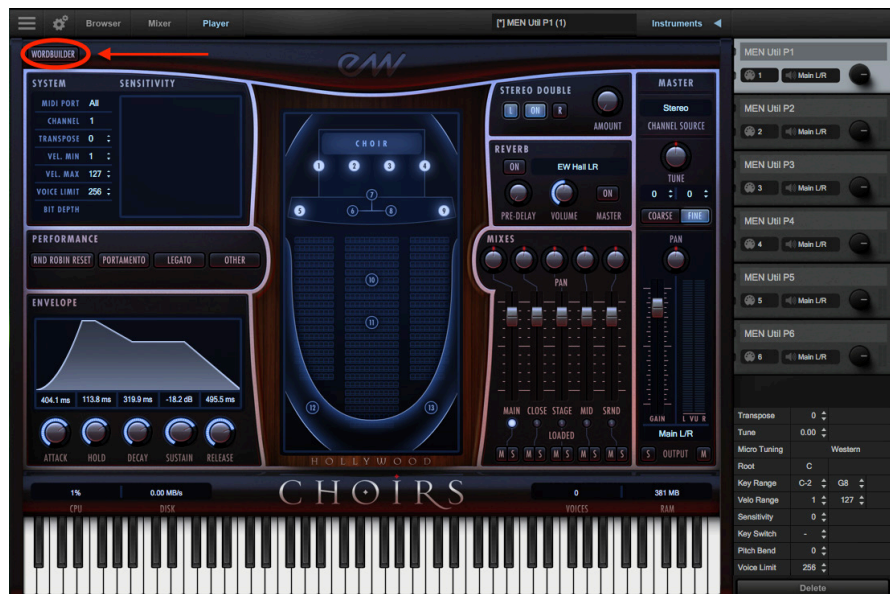 Browser Mixer Player [*] MEN Util P1 (1) Instruments
WORDBUILDER
EW
SYSTEM SENSITIVITY
MIDI PORT All
CHANNEL 1
TRANSPOSE 0
VEL. MIN 1
VEL. MAX 127
VOICE LIMIT 256
BIT DEPTH
PERFORMANCE
RND ROBIN RESET PORTAMENTO LEGATO OTHER
ENVELOPE
404.1 ms 113.8 ms 319.9 ms -18.2 dB 495.5 ms
ATTACK HOLD DECAY SUSTAIN RELEASE
CHOIR
1 2 3 4
7
5 6 8 9
10
11
12 13
HOLLYWOOD
CHOIRS
STEREO DOUBLE
L ON R
AMOUNT
REVERB
ON EW Hall LR
ON
PRE-DELAY VOLUME MASTER
MIXES
PAN
MAIN CLOSE STAGE MID SRND
LOADED
M S M S M S M S M S
MASTER
Stereo
CHANNEL SOURCE
TUNE
0 0
COARSE FINE
PAN
GAIN L VU R
Main L/R
S OUTPUT M
1% 0.00 MB/s
CPU DISK
0 381 MB
VOICES RAM
MEN Util P1
1 Main L/R
MEN Util P2
2 Main L/R
MEN Util P3
3 Main L/R
MEN Util P4
4 Main L/R
MEN Util P5
5 Main L/R
MEN Util P6
6 Main L/R
Transpose 0
Tune 0.00
Micro Tuning Western
Root C
Key Range C-2 G8
Velo Range 1 127
Sensitivity 0
Key Switch -
Pitch Bend 0
Voice Limit 256
Delete